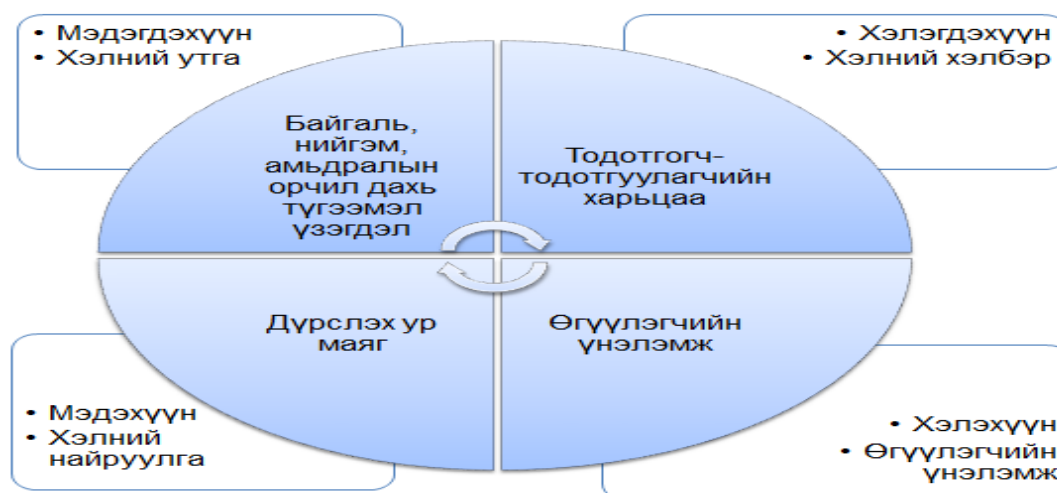 • Мэдэгдэхүүн
• Хэлний утга
Хэлэгдэхүүн •
• Хэлний хэлбэр
Байгаль,
нийгэм,
амьдралын
орчил дахь
түгээмэл
үзэгдэл
Тодотгогч-
тодотгуулагчийн
харьцаа
Дүрслэх ур
маяг
Өгүүлэгчийн
үнэлэмж
• Мэдэхүүн
• Хэлний
найруулга
• Хэлэхүүн
• Өгүүлэгчийн
үнэлэмж